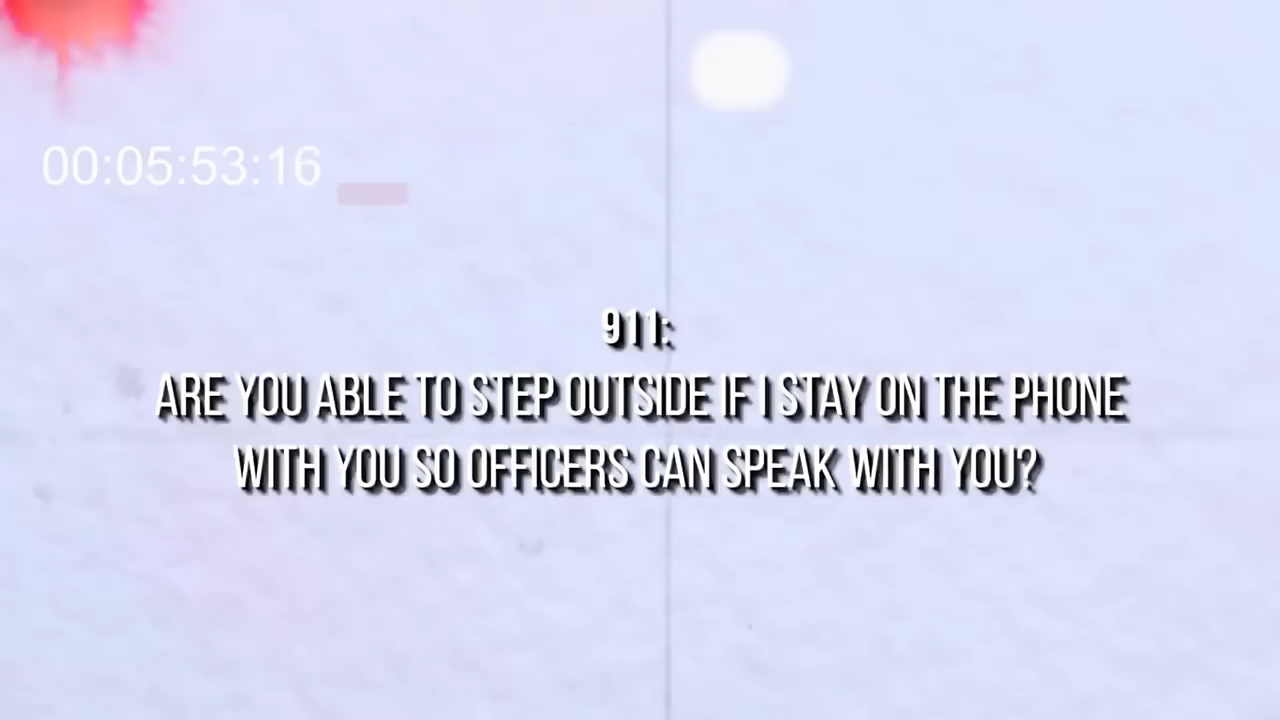 00:05:53:16
911:
ARE YOU ABLE TO STEP OUTSIDE IF I STAY ON THE PHONE
WITH YOU SO OFFICERS CAN SPEAK WITH YOU?